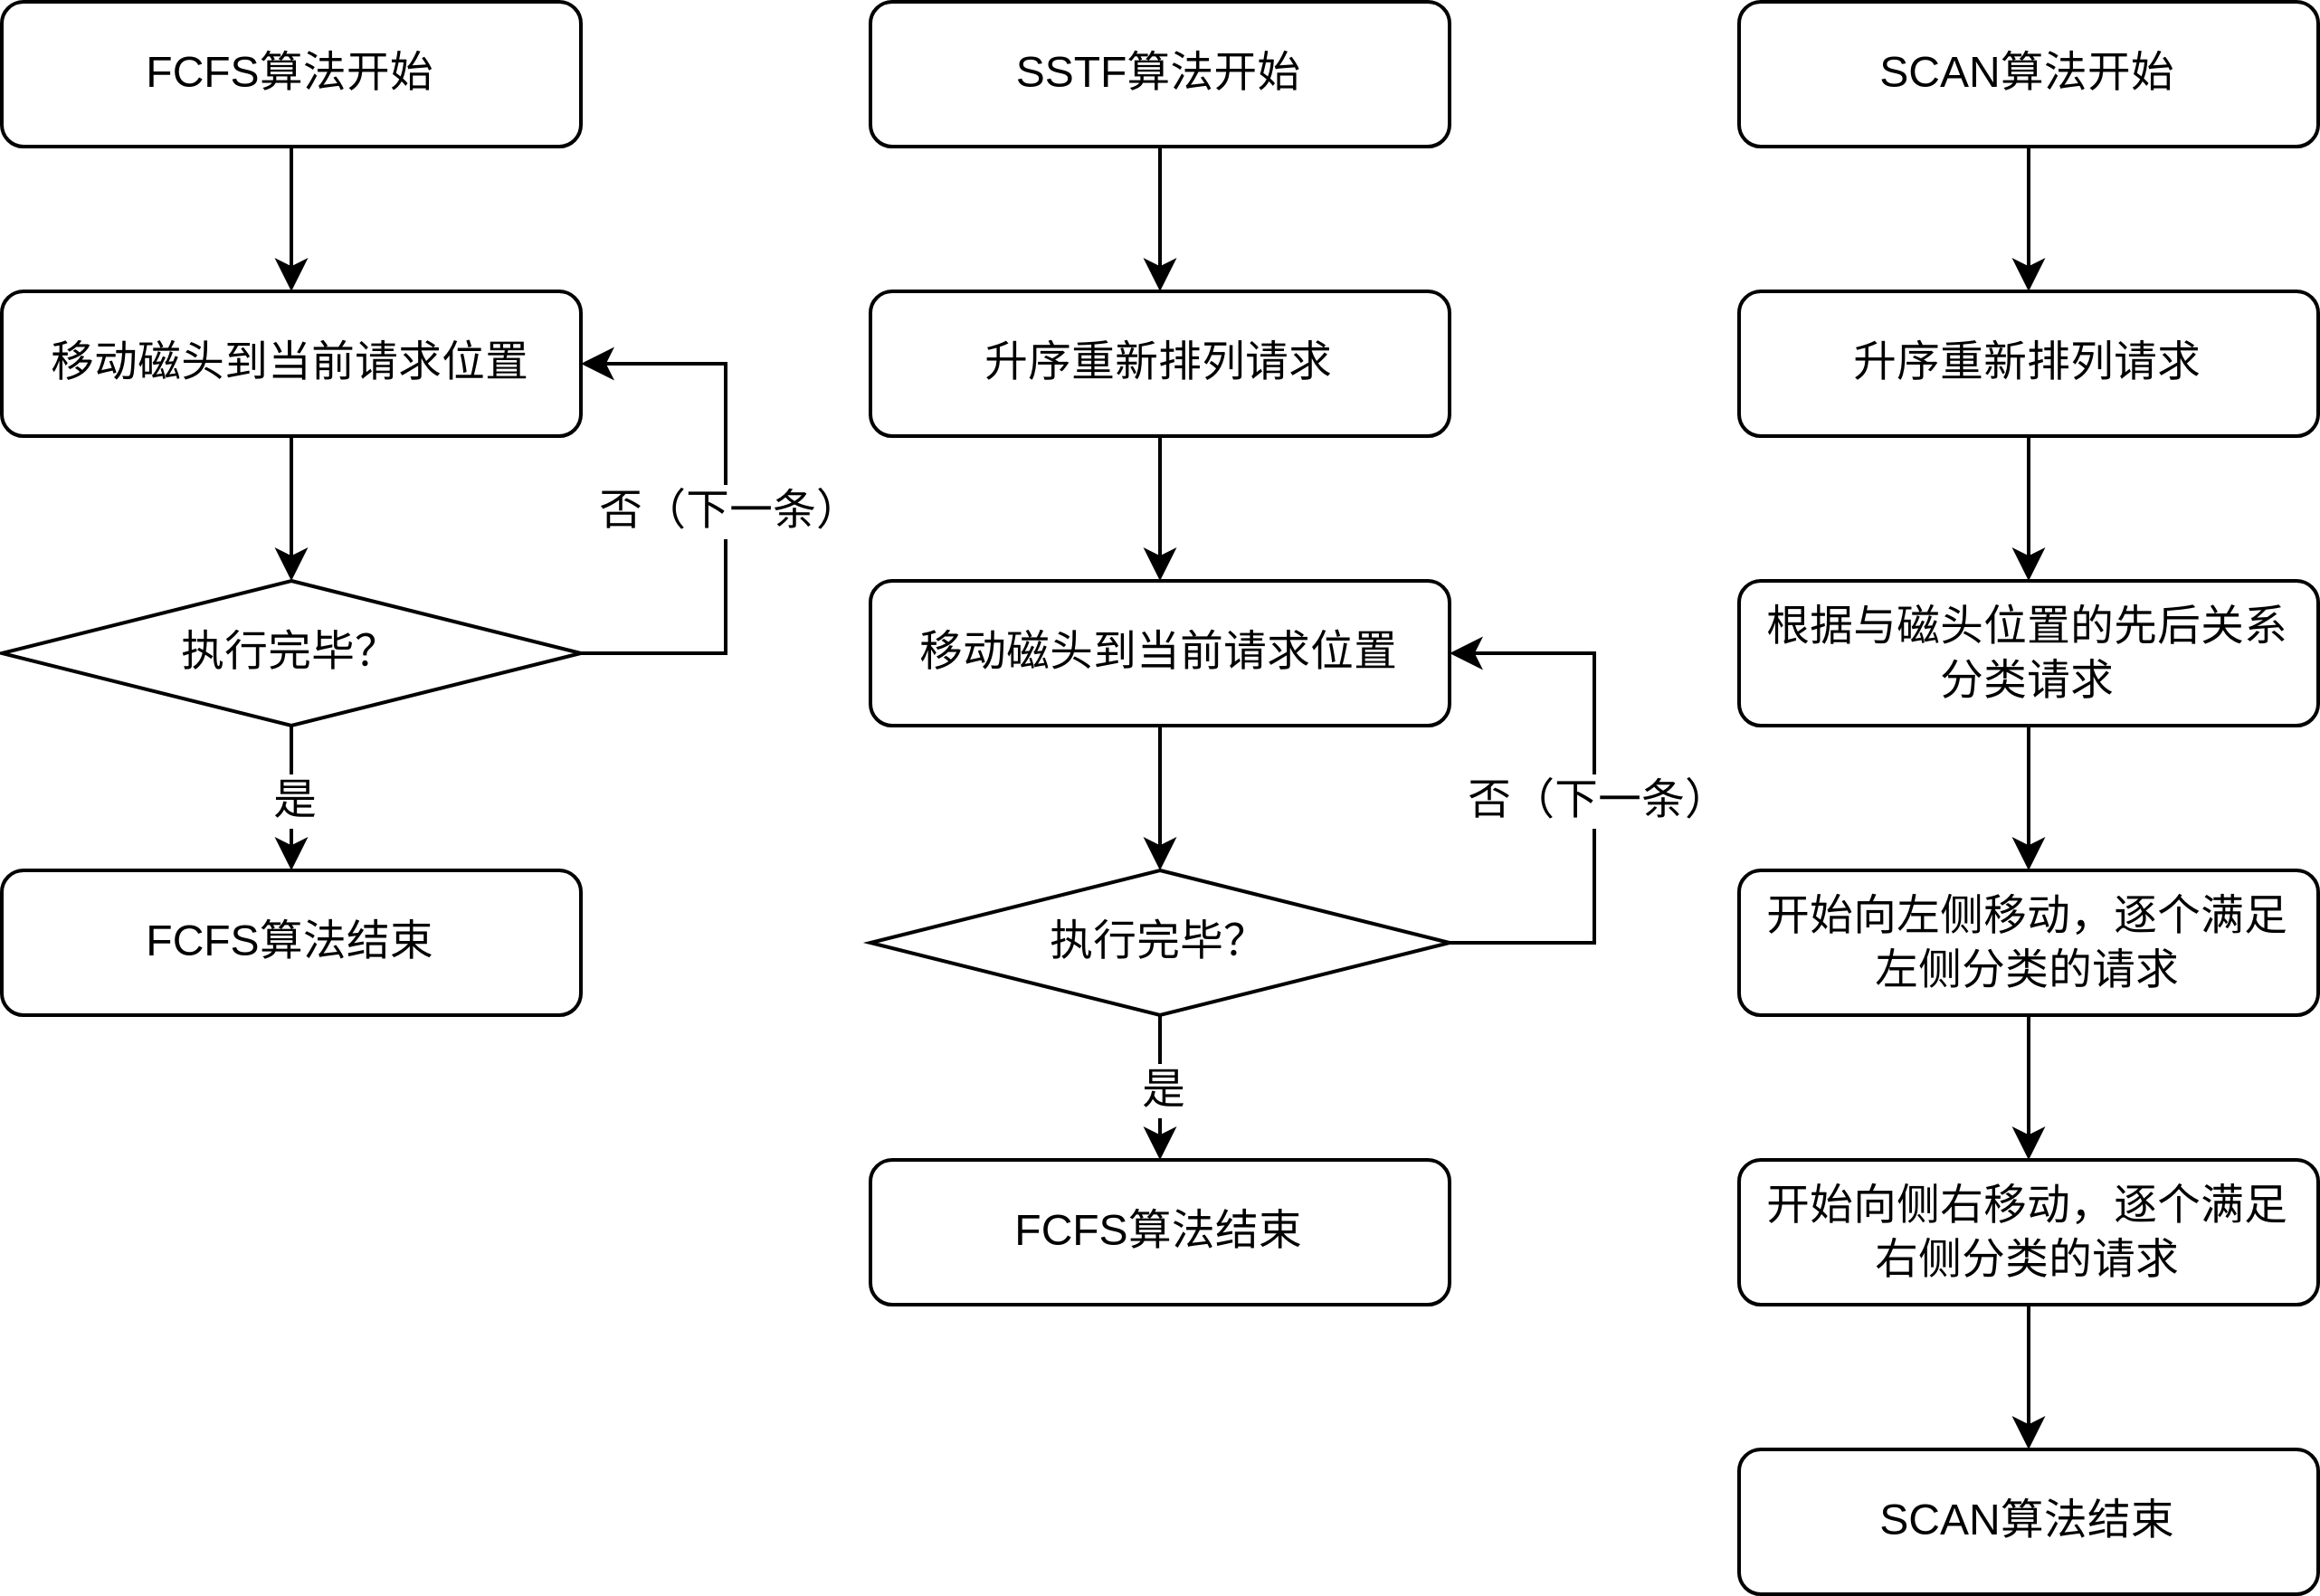 FCFS算法开始
移动磁头到当前请求位置
否（下一条）
执行完毕？
是
FCFS算法结束
SSTF算法开始
升序重新排列请求
移动磁头到当前请求位置
否（下一条）
执行完毕？
是
FCFS算法结束
SCAN算法开始
升序重新排列请求
根据与磁头位置的先后关系
分类请求
开始向左侧移动，逐个满足
左侧分类的请求
开始向侧右移动，逐个满足
右侧分类的请求
SCAN算法结束